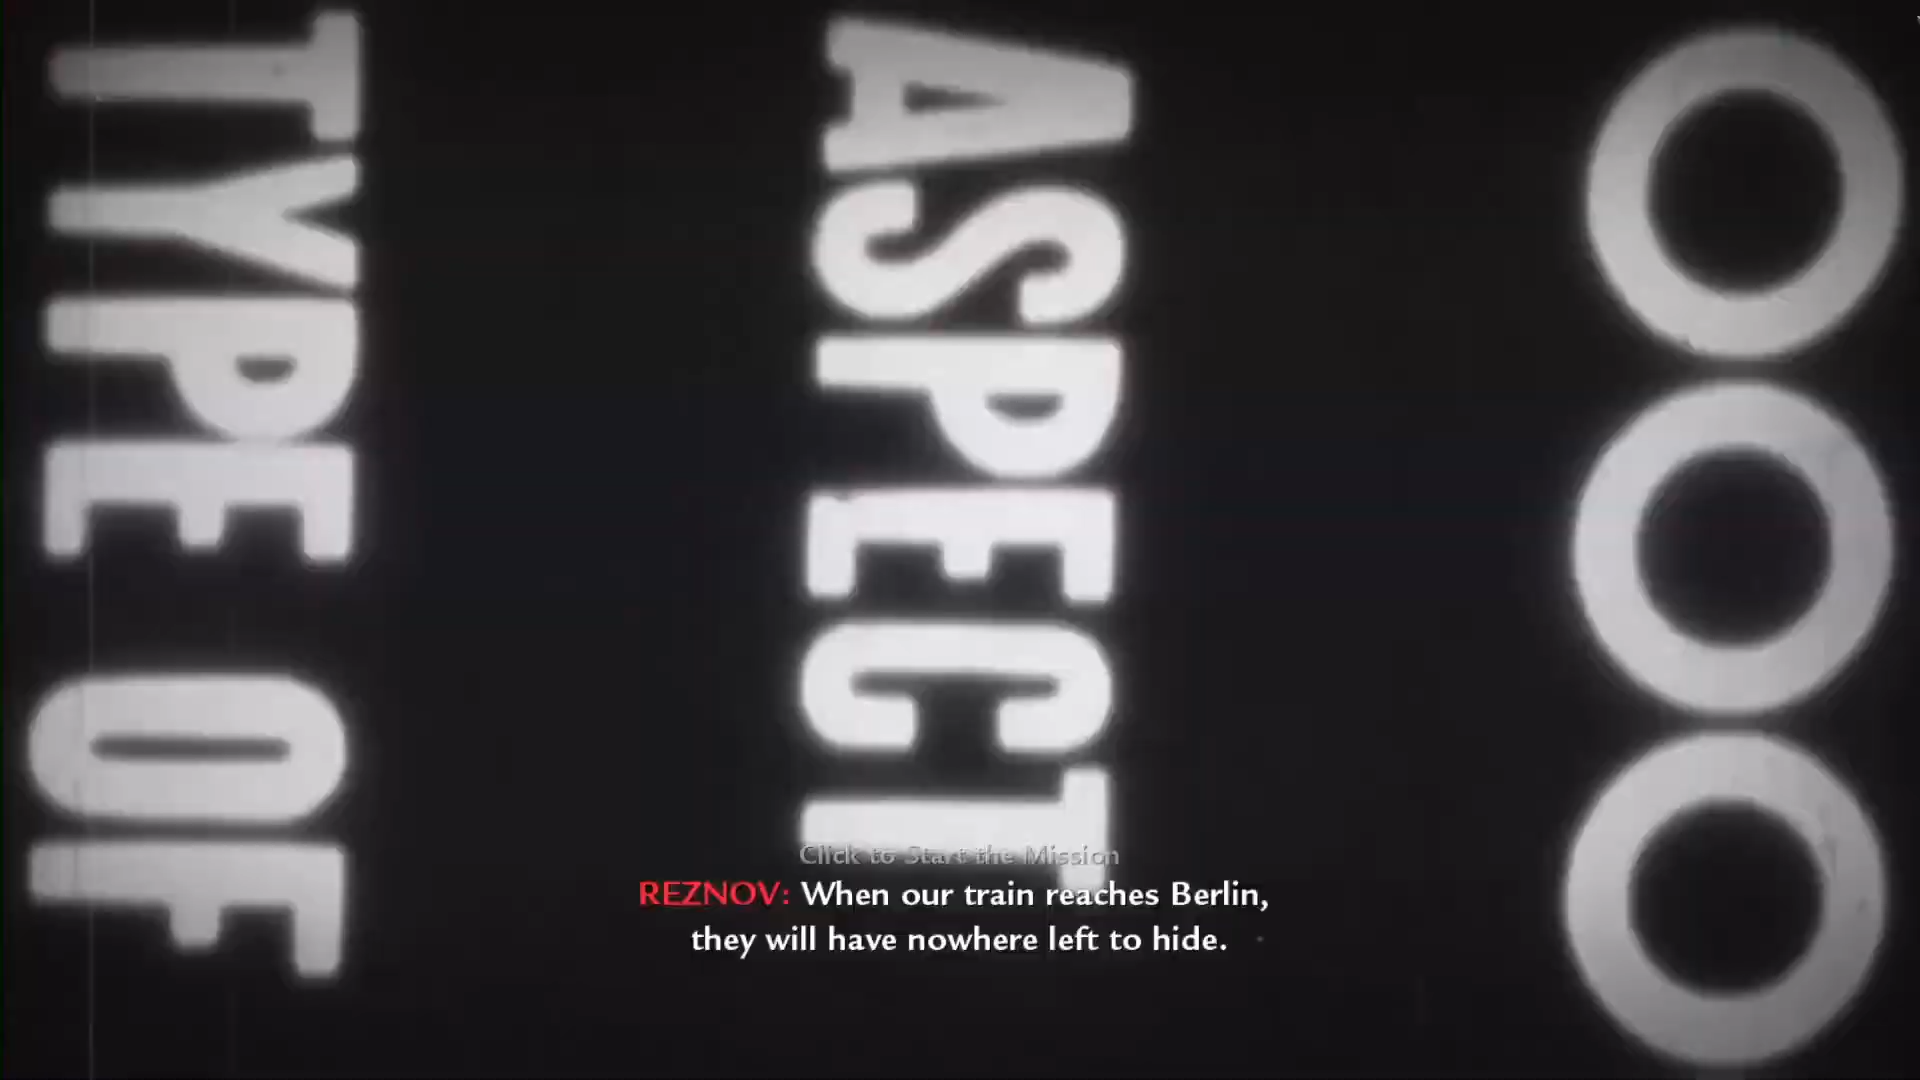 TYPE OF
ASPECT
OOO
Click to Start the Mission
REZNOV: When our train reaches Berlin,
they will have nowhere left to hide.